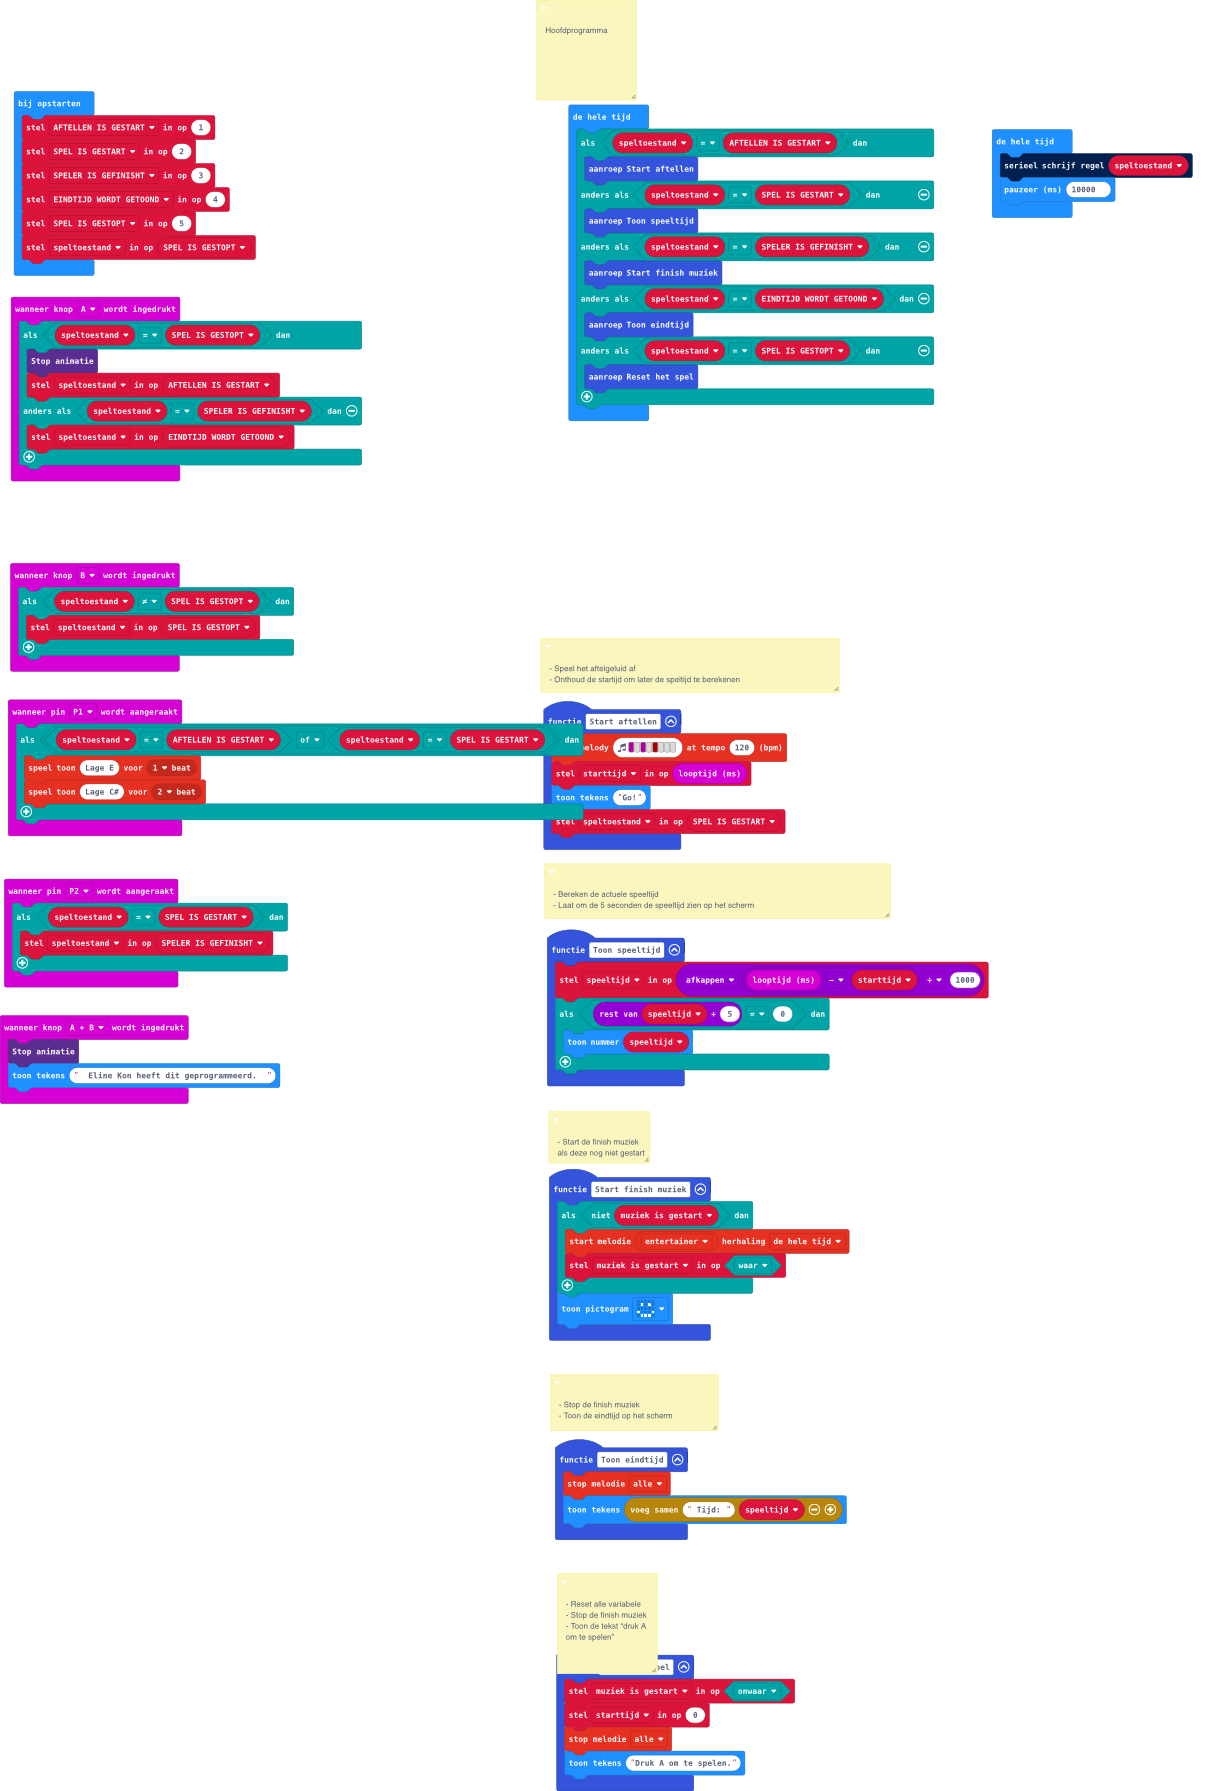 Hoofdprogramma
bij opstarten
stel AFTELLEN IS GESTART in op 1
stel SPEL IS GESTART in op 2
stel SPELER IS GEFINISHT in op 3
stel EINDTIJD WORDT GETOOND in op 4
stel SPEL IS GESTOPT in op 5
stel speltoestand in op SPEL IS GESTOPT
de hele tijd
als speltoestand = AFTELLEN IS GESTART dan
aanroep Start aftellen
anders als speltoestand = SPEL IS GESTART dan
aanroep Toon speeltijd
anders als speltoestand = SPELER IS GEFINISHT dan
aanroep Start finish muziek
anders als speltoestand = EINDTIJD WORDT GETOOND dan
aanroep Toon eindtijd
anders als speltoestand = SPEL IS GESTOPT dan
aanroep Reset het spel
de hele tijd
serieel schrijf regel speltoestand
pauzeer (ms) 10000
wanneer knop A wordt ingedrukt
als speltoestand = SPEL IS GESTOPT dan
Stop animatie
stel speltoestand in op AFTELLEN IS GESTART
anders als speltoestand = SPELER IS GEFINISHT dan
stel speltoestand in op EINDTIJD WORDT GETOOND
wanneer knop B wordt ingedrukt
als speltoestand ≠ SPEL IS GESTOPT dan
stel speltoestand in op SPEL IS GESTOPT
wanneer pin P1 wordt aangeraakt
als speltoestand = AFTELLEN IS GESTART of speltoestand = SPEL IS GESTART dan
speel toon Lage E voor 1 beat
speel toon Lage C# voor 2 beat
wanneer pin P2 wordt aangeraakt
als speltoestand = SPEL IS GESTART dan
stel speltoestand in op SPELER IS GEFINISHT
wanneer knop A + B wordt ingedrukt
Stop animatie
toon tekens " Eline Kon heeft dit geprogrammeerd. "
- Speel het aftelgeluid af
- Onthoud de startijd om later de speltijd te berekenen
functie Start aftellen
melody at tempo 120 (bpm)
stel starttijd in op looptijd (ms)
toon tekens "Go!"
stel speltoestand in op SPEL IS GESTART
- Bereken de actuele speeltijd
- Laat om de 5 seconden de speeltijd zien op het scherm
functie Toon speeltijd
stel speeltijd in op afkappen looptijd (ms) - starttijd ÷ 1000
als rest van speeltijd ÷ 5 = 0 dan
toon nummer speeltijd
- Start de finish muziek
als deze nog niet gestart
functie Start finish muziek
als niet muziek is gestart dan
start melodie entertainer herhaling de hele tijd
stel muziek is gestart in op waar
toon pictogram
- Stop de finish muziek
- Toon de eindtijd op het scherm
functie Toon eindtijd
stop melodie alle
toon tekens voeg samen " Tijd: " speeltijd
- Reset alle variabele
- Stop de finish muziek
- Toon de tekst "druk A
om te spelen"
stel muziek is gestart in op onwaar
stel starttijd in op 0
stop melodie alle
toon tekens "Druk A om te spelen."